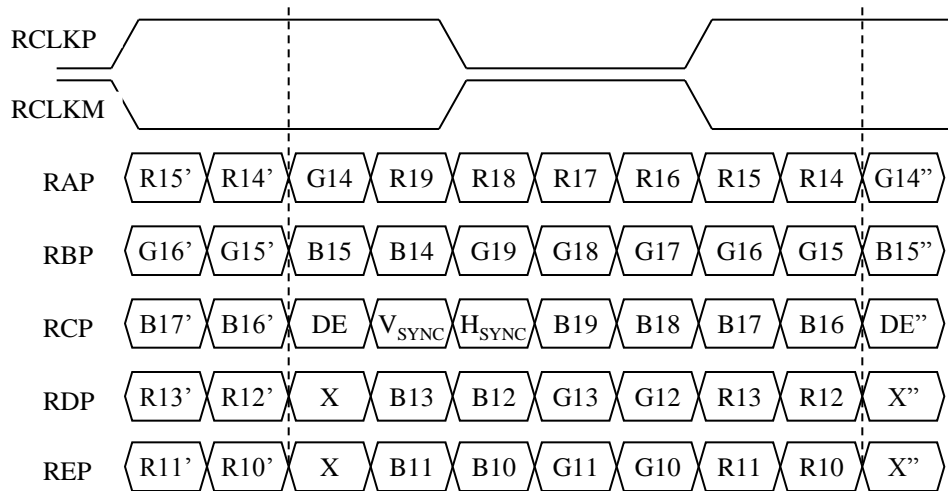 RCLKP
RCLKM
RAP R15’ R14’ G14 R19 R18 R17 R16 R15 R14 G14”
RBP G16’ G15’ B15 B14 G19 G18 G17 G16 G15 B15”
RCP B17’ B16’ DE VSYNC HSYNC B19 B18 B17 B16 DE”
RDP R13’ R12’ X B13 B12 G13 G12 R13 R12 X”
REP R11’ R10’ X B11 B10 G11 G10 R11 R10 X”